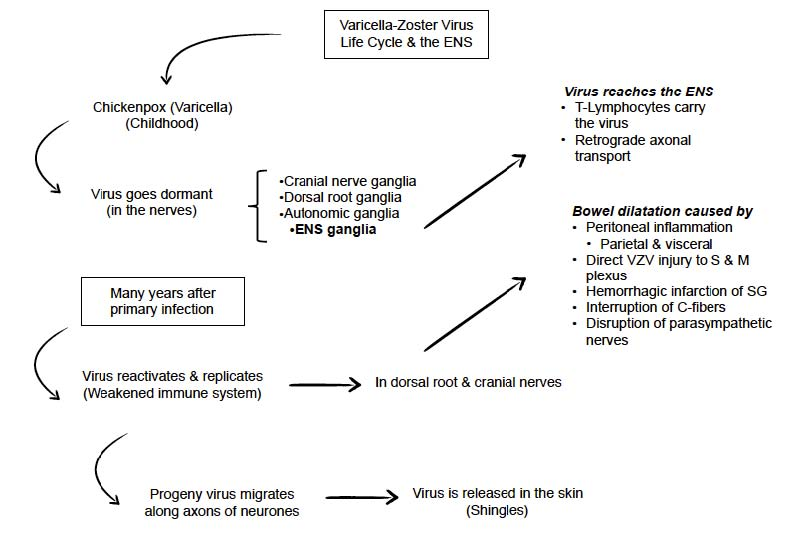 Varicella-Zoster Virus
Life Cycle & the ENS
Chickenpox (Varicella)
(Childhood)
Virus goes dormant
(in the nerves)
•Cranial nerve ganglia
•Dorsal root ganglia
•Autonomic ganglia
•ENS ganglia
Virus reaches the ENS
• T-Lymphocytes carry
the virus
• Retrograde axonal
transport
Bowel dilatation caused by
• Peritoneal inflammation
• Parietal & visceral
• Direct VZV injury to S & M
plexus
• Hemorrhagic infarction of SG
• Interruption of C-fibers
• Disruption of parasympathetic
nerves
Many years after
primary infection
Virus reactivates & replicates
(Weakened immune system)
In dorsal root & cranial nerves
Progeny virus migrates
along axons of neurones
Virus is released in the skin
(Shingles)